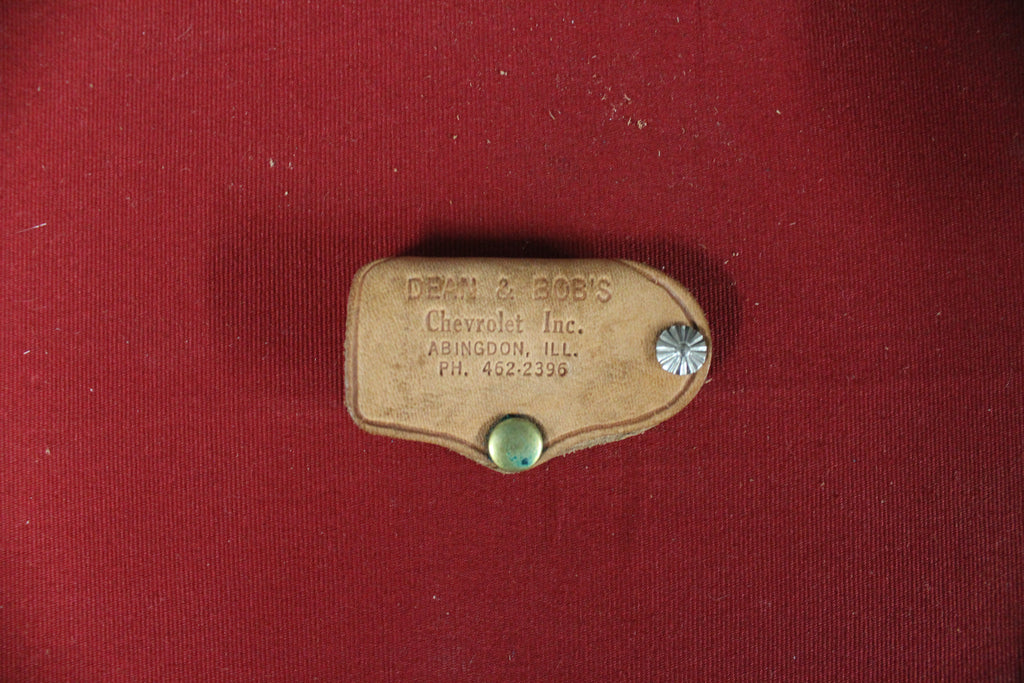 DEAN & BOB'S
Chevrolet Inc.
ABINGDON, ILL.
PH. 462-2396